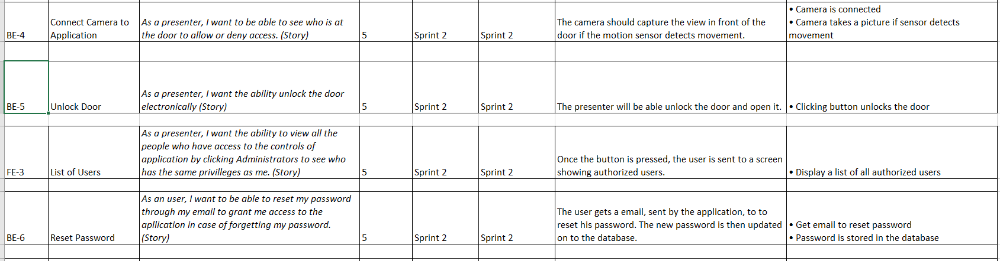 • Camera is connected
BE-4 Connect Camera to Application As a presenter, I want to be able to see who is at the door to allow or deny access. (Story) 5 Sprint 2 Sprint 2 The camera should capture the view in front of the door if the motion sensor detects movement. • Camera takes a picture if sensor detects movement
BE-5 Unlock Door As a presenter, I want the ability unlock the door electronically (Story) 5 Sprint 2 Sprint 2 The presenter will be able unlock the door and open it. • Clicking button unlocks the door
FE-3 List of Users As a presenter, I want the ability to view all the people who have access to the controls of application by clicking Administrators to see who has the same privilleges as me. (Story) 5 Sprint 2 Sprint 2 Once the button is pressed, the user is sent to a screen showing authorized users. • Display a list of all authorized users
BE-6 Reset Password As an user, I want to be able to reset my password through my email to grant me access to the apllication in case of forgetting my password. (Story) 5 Sprint 2 Sprint 2 The user gets a email, sent by the application, to to reset his password. The new password is then updated on to the database. • Get email to reset password
• Password is stored in the database